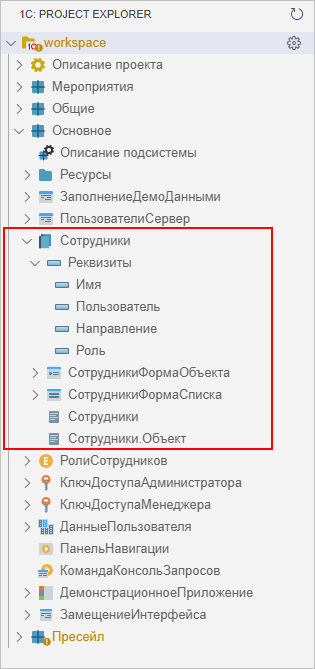 1C: PROJECT EXPLORER
workspace
Описание проекта
Мероприятия
Общие
Основное
Описание подсистемы
Ресурсы
ЗаполнениеДемоДанными
ПользователиСервер
Сотрудники
Реквизиты
Имя
Пользователь
Направление
Роль
СотрудникиФормаОбъекта
СотрудникиФормаСписка
Сотрудники
Сотрудники.Объект
РолиСотрудников
КлючДоступаАдминистратора
КлючДоступаМенеджера
ДанныеПользователя
ПанельНавигации
КомандаКонсольЗапросов
ДемонстрационноеПриложение
ЗамещениеИнтерфейса
Пресейл